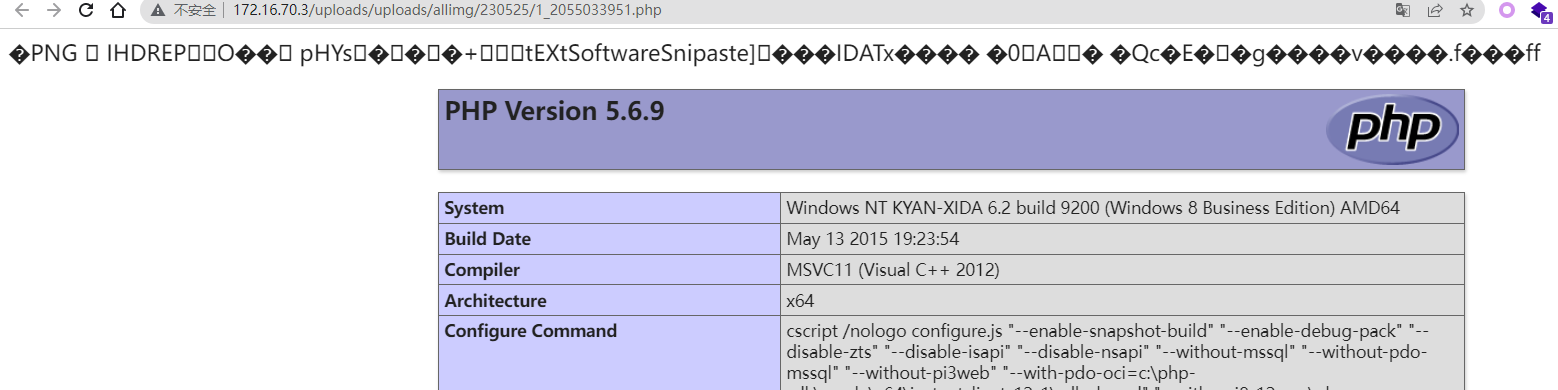 不安全 172.16.70.3/uploads/uploads/allimg/230525/1_2055033951.php
4
�PNG IHDREPO�� pHYs����+tEXtSoftwareSnipaste]���IDATx���� �0A� �Qc�E��g����v����.f���ff
PHP Version 5.6.9
php
System Windows NT KYAN-XIDA 6.2 build 9200 (Windows 8 Business Edition) AMD64
Build Date May 13 2015 19:23:54
Compiler MSVC11 (Visual C++ 2012)
Architecture x64
Configure Command cscript /nologo configure.js "--enable-snapshot-build" "--enable-debug-pack" "--
disable-zts" "--disable-isapi" "--disable-nsapi" "--without-mssql" "--without-pdo-
mssql" "--without-pi3web" "--with-pdo-oci=c:\php-